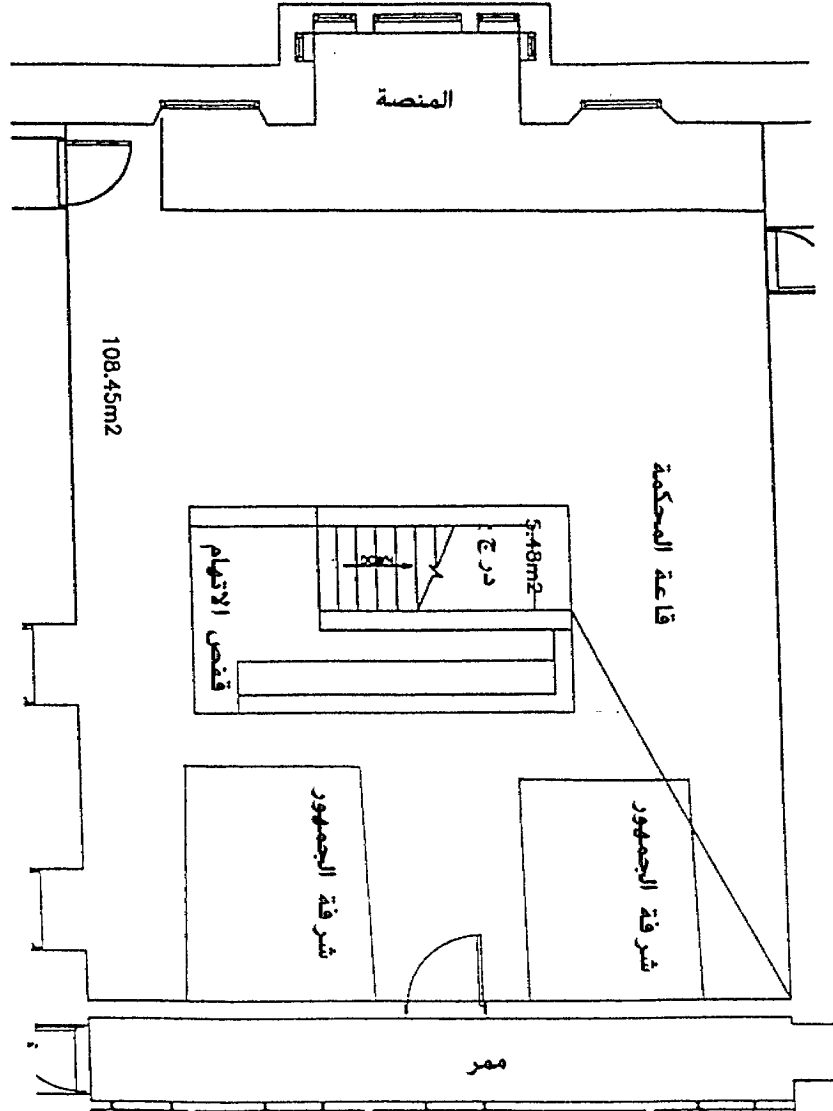 المنصة
108.45m2
قاعة المحكمة
5.48m2
درج
قفص الاتهام
شرفة الجمهور
شرفة الجمهور
ممر